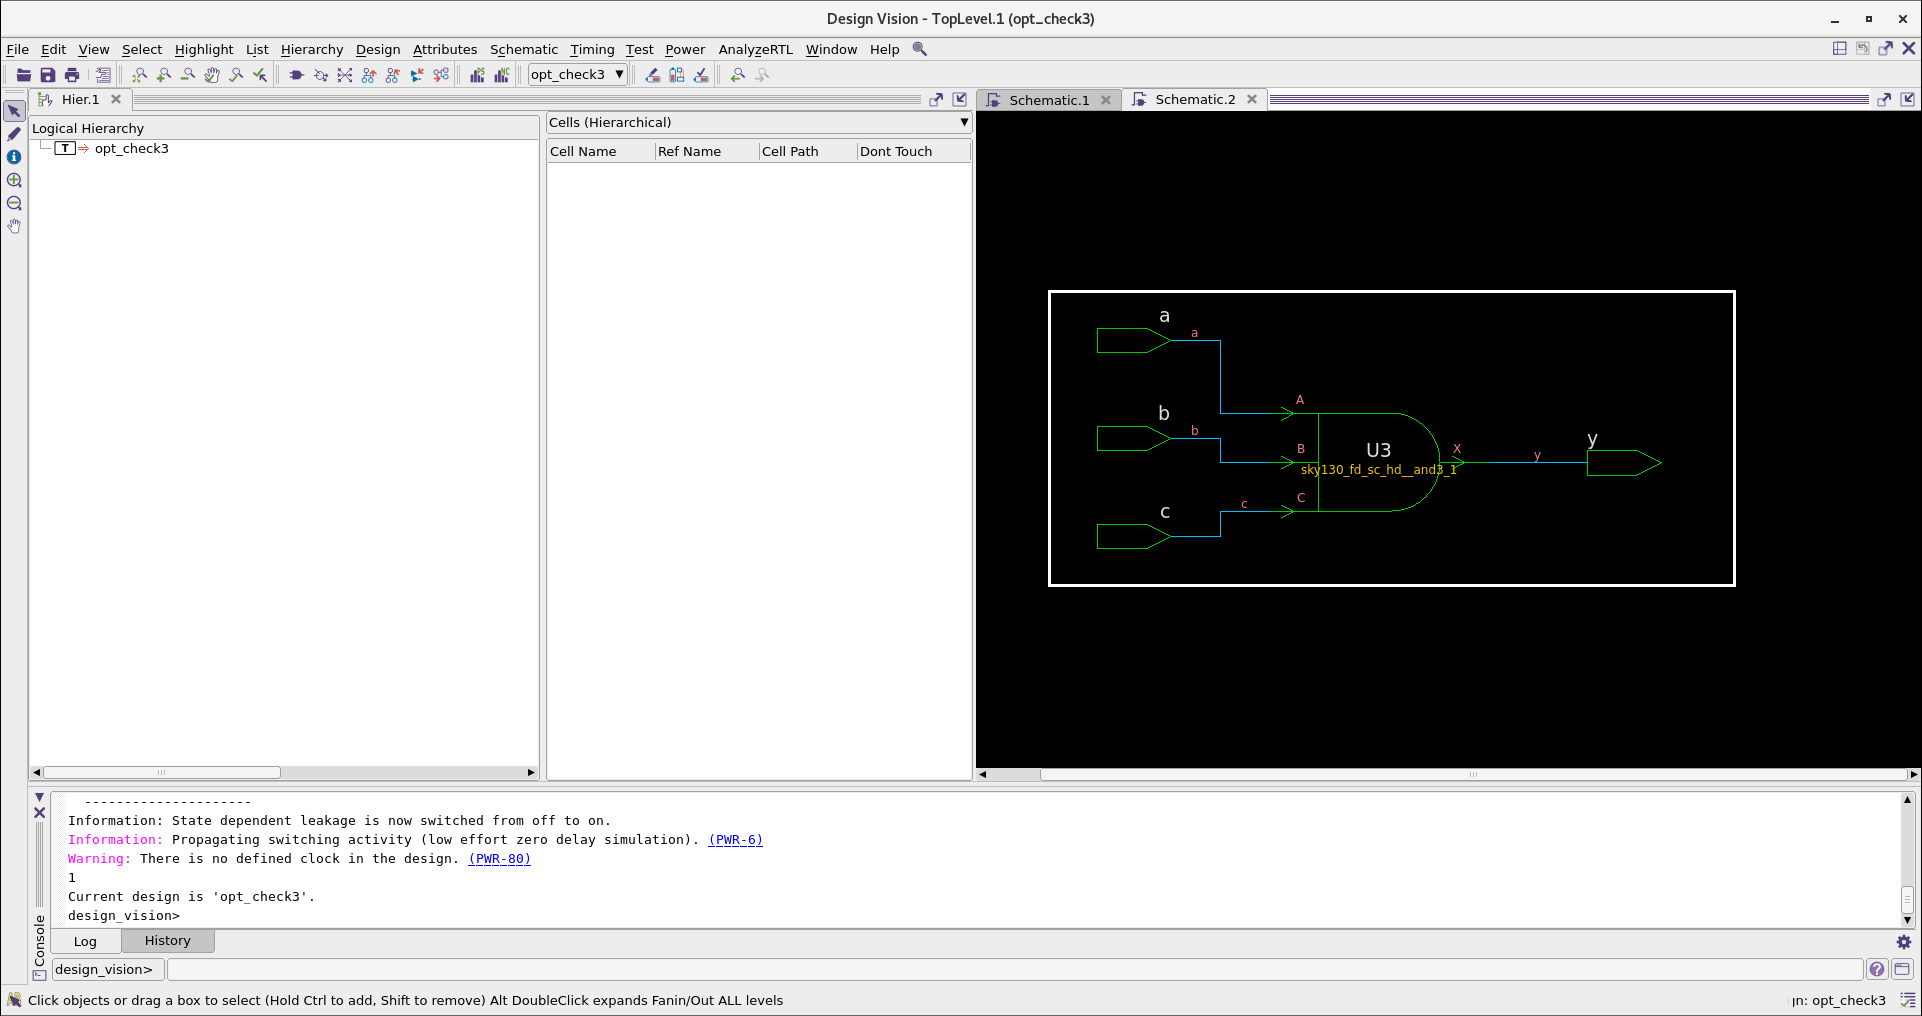 Design Vision - TopLevel.1 (opt_check3)
File Edit View Select Highlight List Hierarchy Design Attributes Schematic Timing Test Power AnalyzeRTL Window Help
opt_check3
Hier.1
Schematic.1
Schematic.2
Logical Hierarchy
T opt_check3
Cells (Hierarchical)
Cell Name Ref Name Cell Path Dont Touch
a
a
A
b
b
B
U3
X
y
y
sky130_fd_sc_hd__and3_1
c
c
C
---------------------
Information: State dependent leakage is now switched from off to on.
Information: Propagating switching activity (low effort zero delay simulation). (PWR-6)
Warning: There is no defined clock in the design. (PWR-80)
1
Current design is 'opt_check3'.
design_vision>
Console
Log History
design_vision>
Click objects or drag a box to select (Hold Ctrl to add, Shift to remove) Alt DoubleClick expands Fanin/Out ALL levels
opt_check3